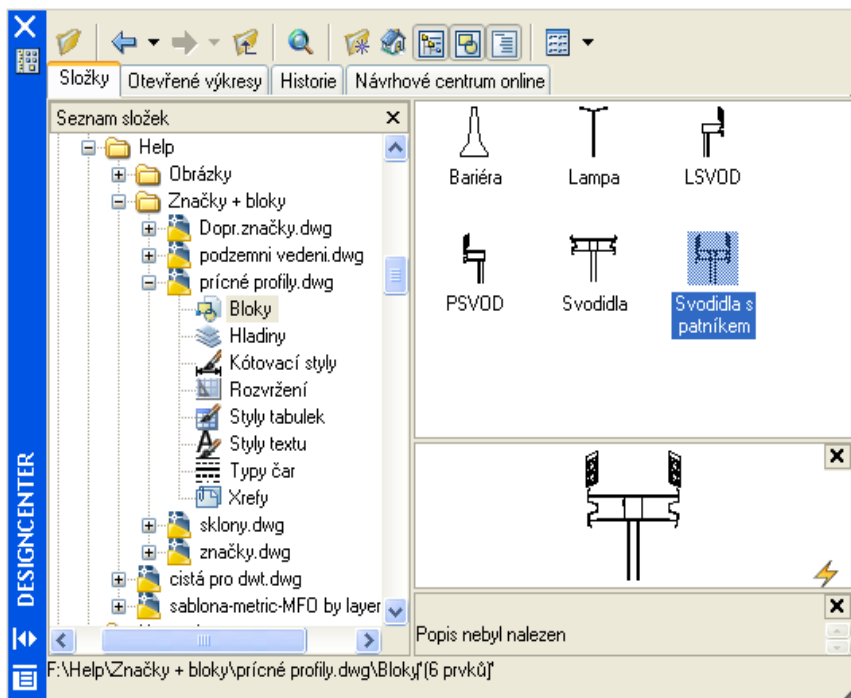 Složky
Otevřené výkresy
Historie
Návrhové centrum online
Seznam složek
Help
Obrázky
Značky + bloky
Dopr.značky.dwg
podzemni vedeni.dwg
prícné profily.dwg
Bloky
Hladiny
Kótovací styly
Rozvržení
Styly tabulek
Styly textu
Typy čar
Xrefy
sklony.dwg
značky.dwg
cistá pro dwt.dwg
sablona-metric-MFO by layer
Bariéra
Lampa
LSVOD
PSVOD
Svodidla
Svodidla s
patníkem
Popis nebyl nalezen
DESIGNCENTER
F:\Help\Značky + bloky\prícné profily.dwg\Bloky"(6 prvků)"